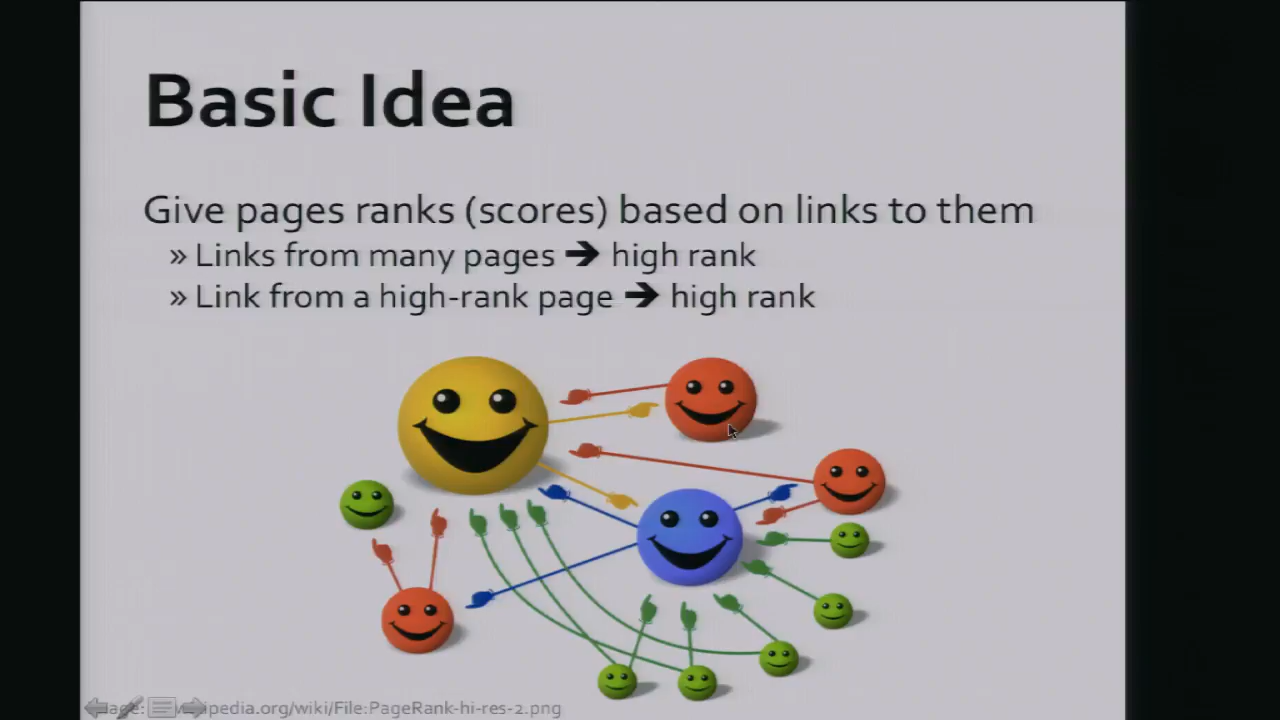 Basic Idea
Give pages ranks (scores) based on links to them
» Links from many pages ➔ high rank
» Link from a high-rank page ➔ high rank
pedia.org/wiki/File:PageRank-hi-res-2.png